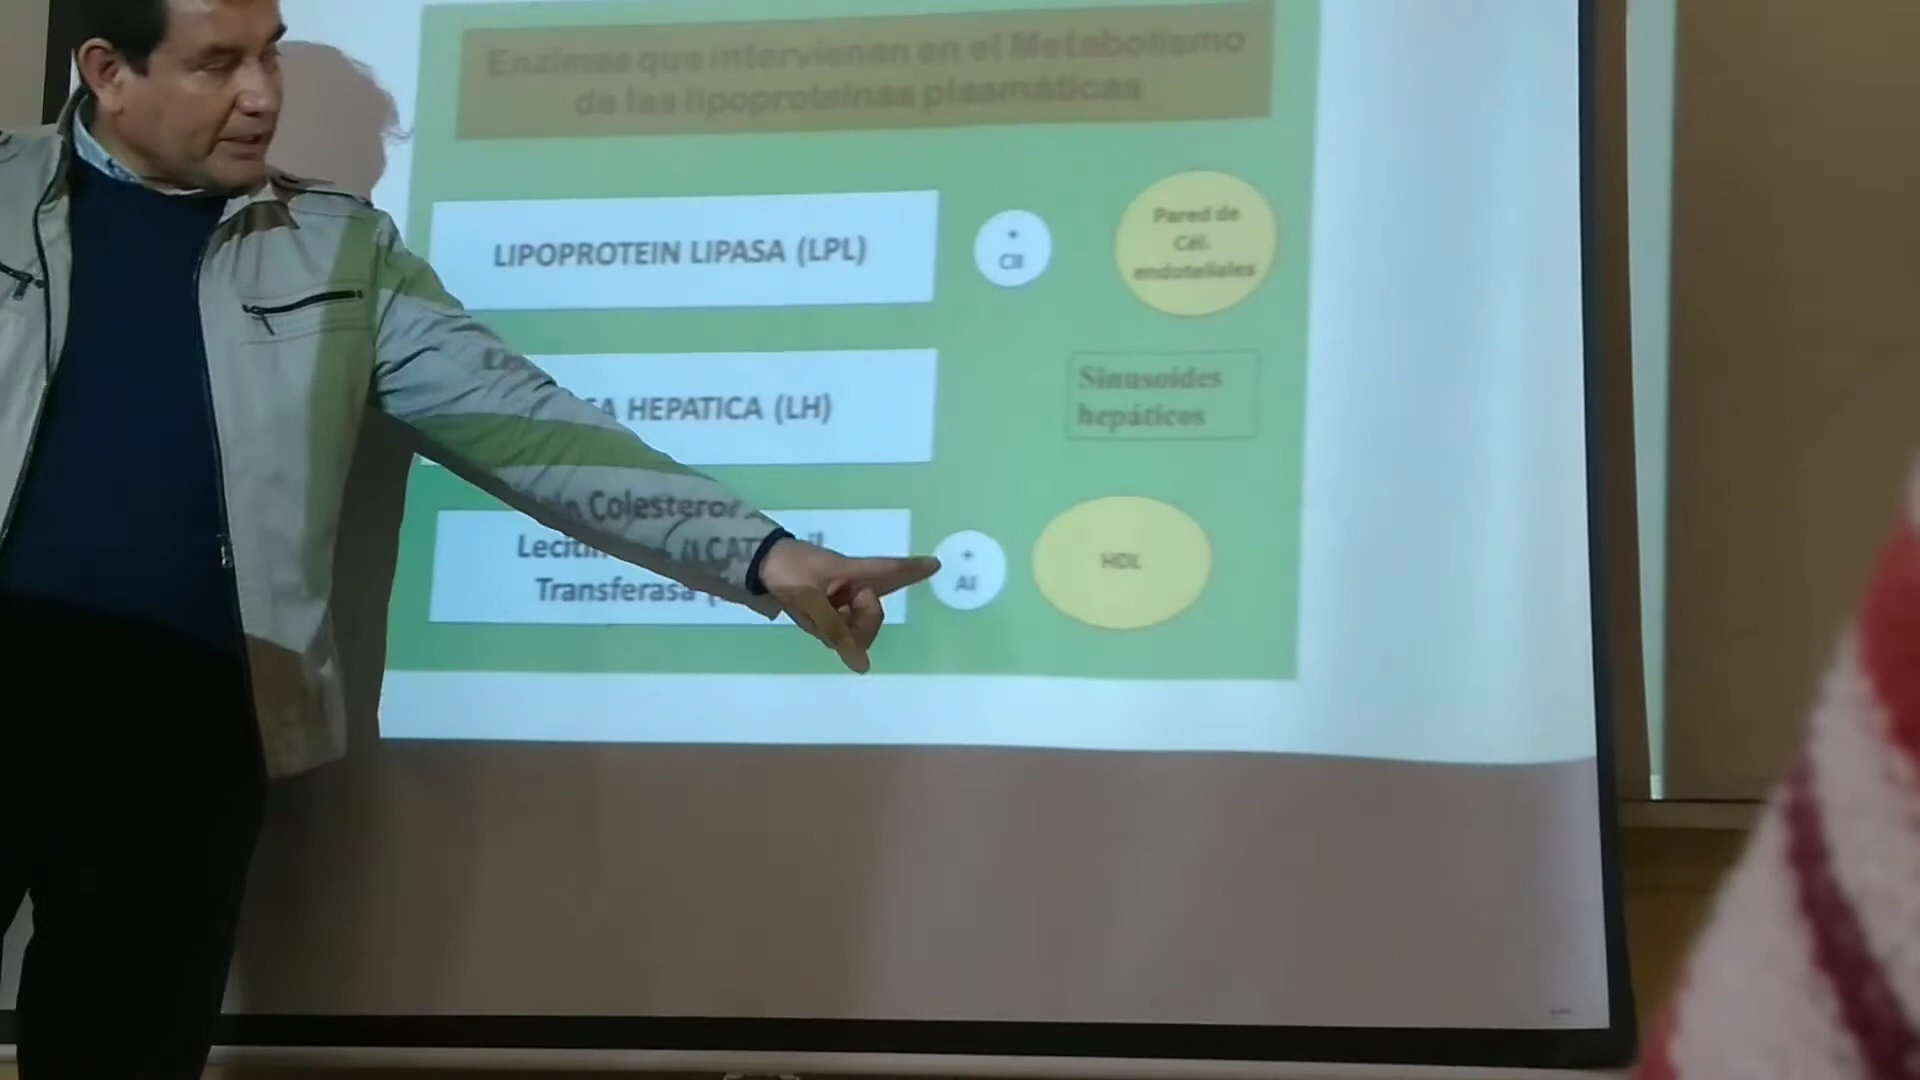 Enzimas que intervienen en el Metabolismo
de las lipoproteinas plasmáticas
LIPOPROTEIN LIPASA (LPL)
+
CII
Pared de
Cél.
endoteliales
SA HEPATICA (LH)
Sinusoides
hepáticos
Colesterol
(LCAT)
Transferasa
+
AI
HDL